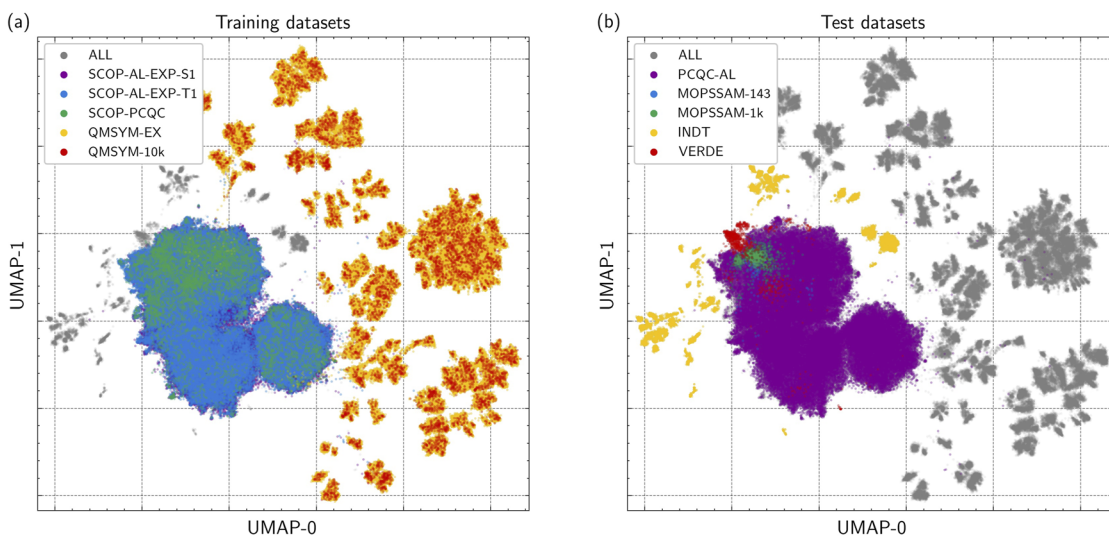 (a)
Training datasets
ALL
SCOP-AL-EXP-S1
SCOP-AL-EXP-T1
SCOP-PCQC
QMSYM-EX
QMSYM-10k
UMAP-1
UMAP-0
(b)
Test datasets
ALL
PCQC-AL
MOPSSAM-143
MOPSSAM-1k
INDT
VERDE
UMAP-1
UMAP-0